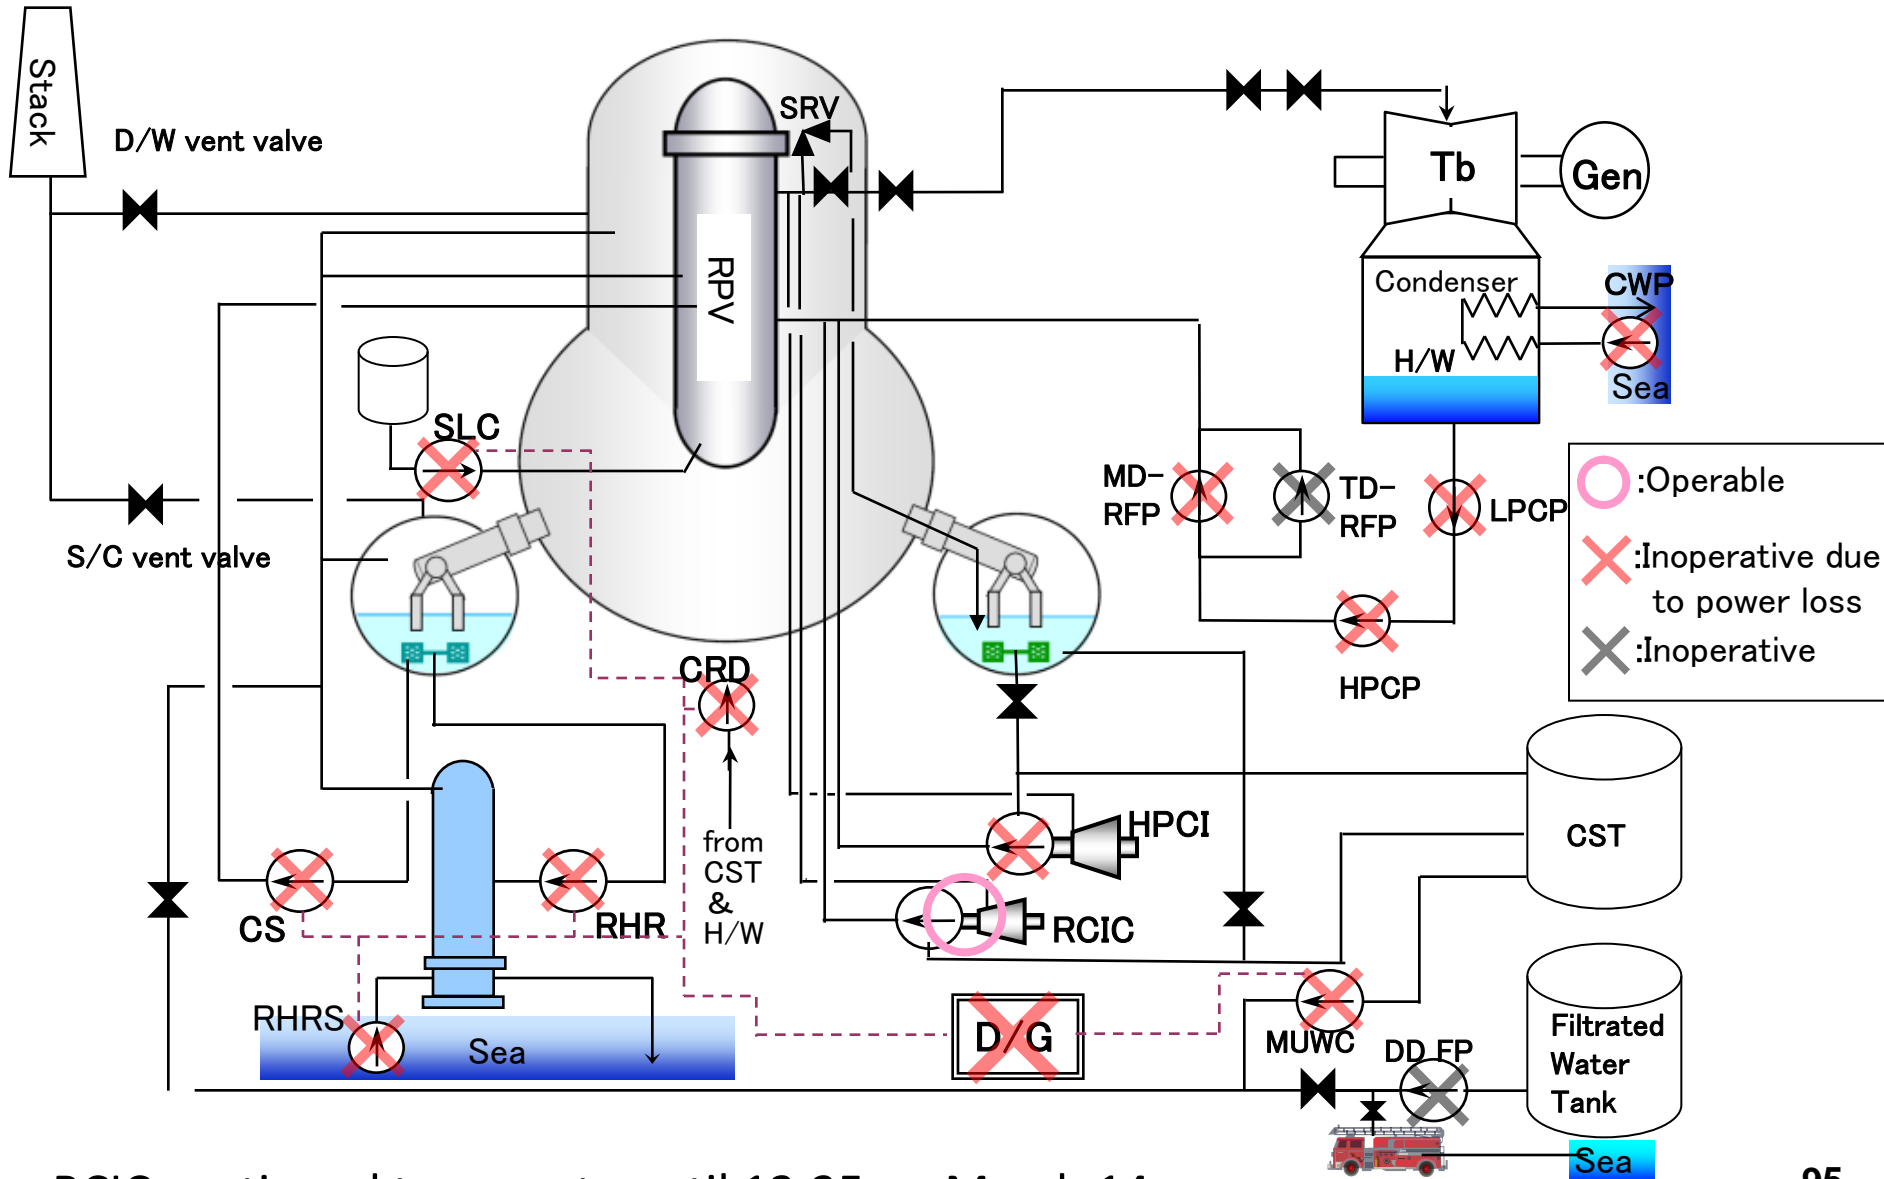 Stack
D/W vent valve
SRV
RPV
Tb
Gen
Condenser
CWP
H/W
Sea
SLC
MD-
RFP
TD-
RFP
LPCP
:Operable
:Inoperative due
to power loss
:Inoperative
S/C vent valve
HPCP
CRD
from
CST
&
H/W
HPCI
CST
CS
RHR
RCIC
RHRS
Sea
D/G
MUWC
DD FP
Filtrated
Water
Tank
Sea
95